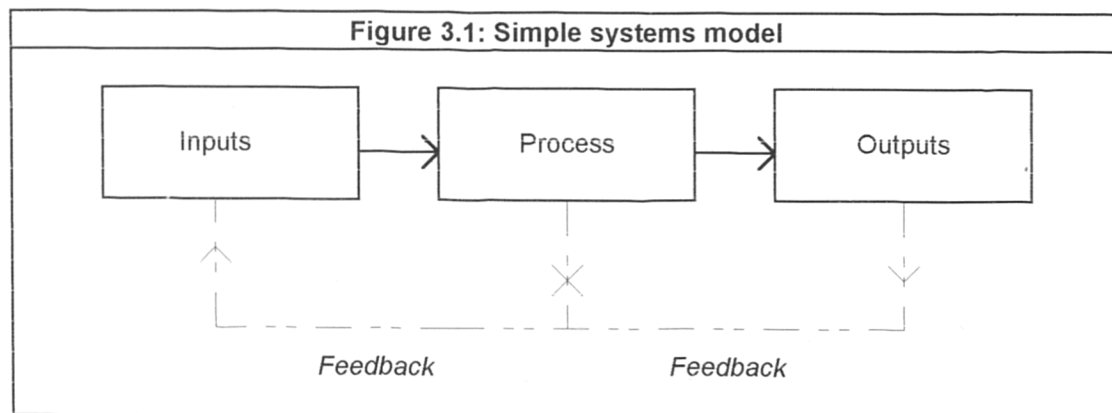 Figure 3.1: Simple systems model
Inputs
Process
Outputs
Feedback
Feedback